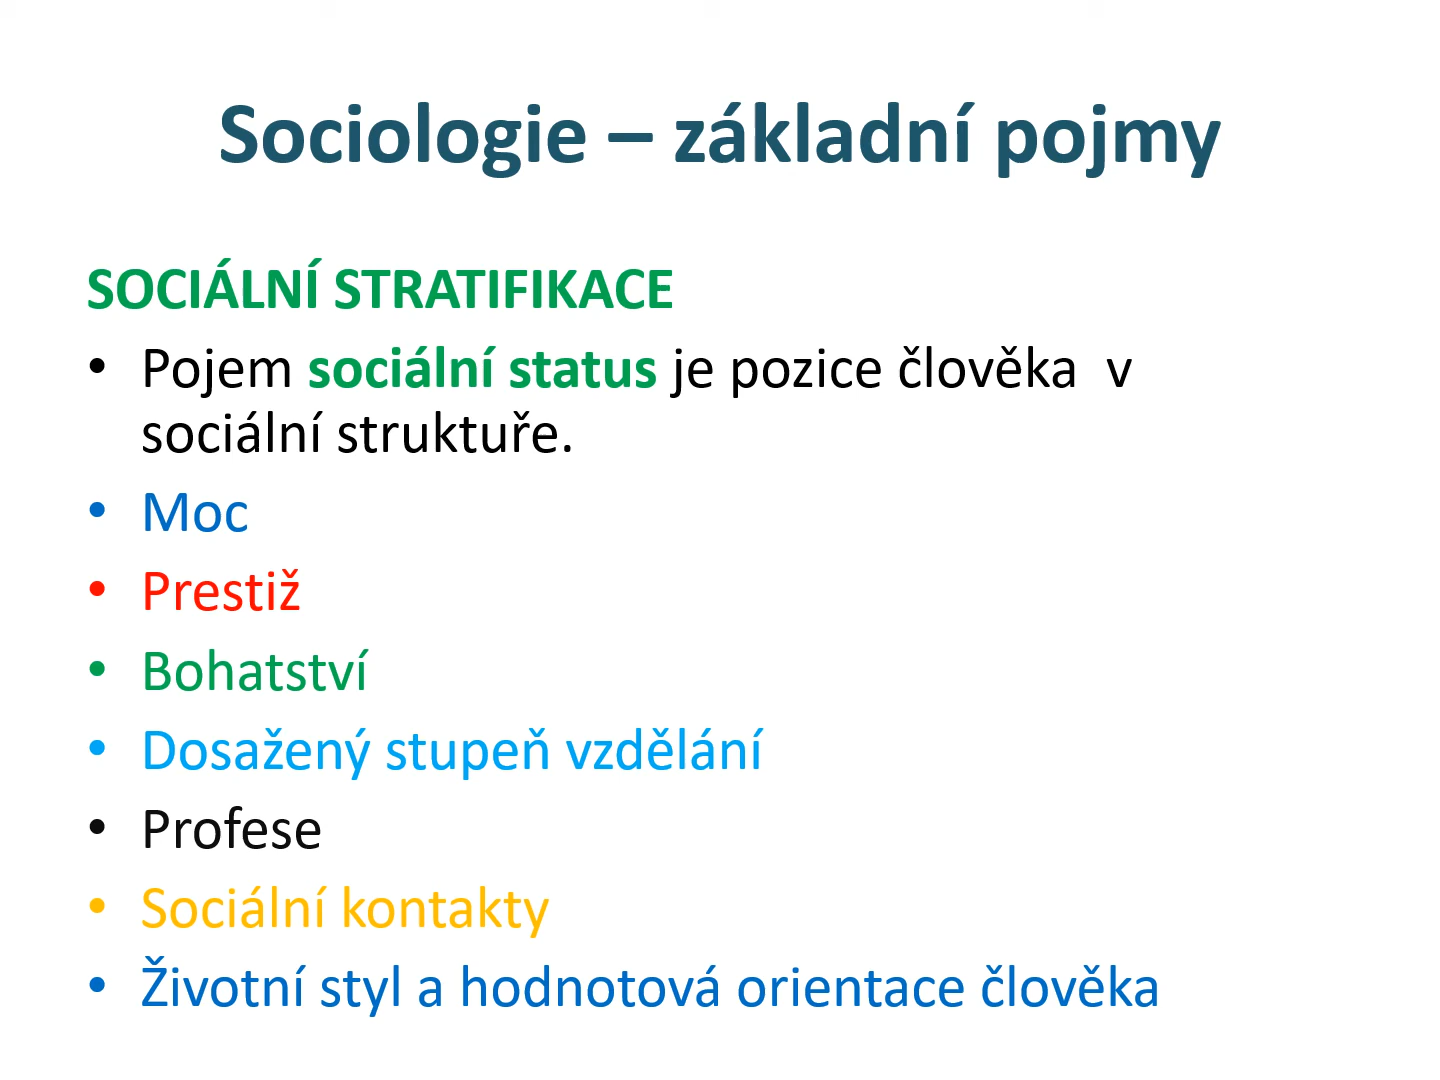 Sociologie – základní pojmy
SOCIÁLNÍ STRATIFIKACE
• Pojem sociální status je pozice člověka  v
sociální struktuře.
• Moc
• Prestiž
• Bohatství
• Dosažený stupeň vzdělání
• Profese
• Sociální kontakty
• Životní styl a hodnotová orientace člověka